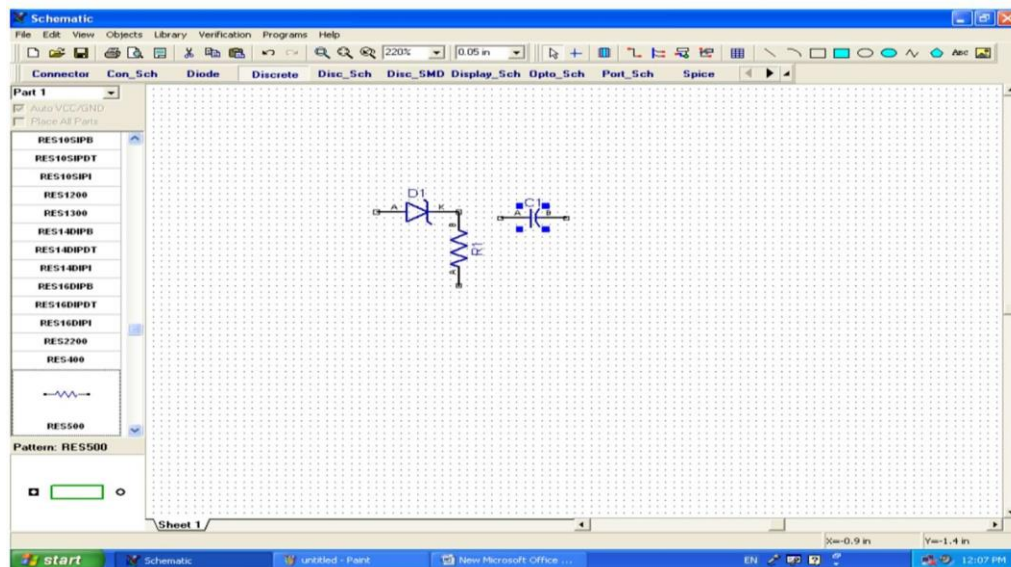 Schematic
File Edit View Objects Library Verification Programs Help
220% 0.05 in Abc
Connector Con_Sch Diode Discrete Disc_Sch Disc_SMD Display_Sch Opto_Sch Port_Sch Spice
Part 1
Auto VCC/GND
Place All Parts
RES10SIPB
RES10SIPDT
RES10SIPI
RES1200
RES1300
RES14DIPB
RES14DIPDT
RES14DIPI
RES16DIPB
RES16DIPDT
RES16DIPI
RES2200
RES400
RES500
Pattern: RES500
D1
A K
B
R1
A
C1
A B
Sheet 1
X=-0.9 in Y=-1.4 in
start Schematic untitled - Paint New Microsoft Office ... EN 12:07 PM